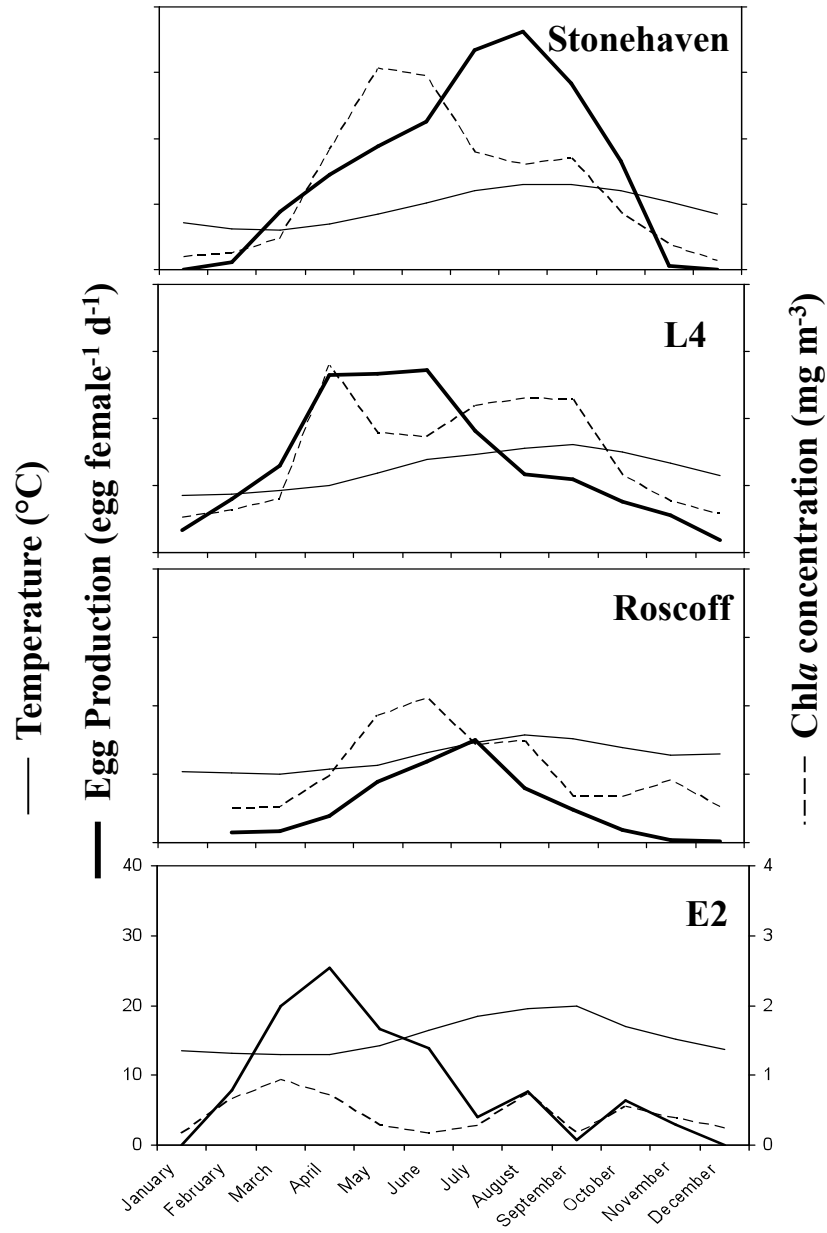 Stonehaven
L4
Roscoff
E2
Temperature (°C)
Egg Production (egg female⁻¹ d⁻¹)
Chla concentration (mg m⁻³)
40
30
20
10
0
4
3
2
1
0
January
February
March
April
May
June
July
August
September
October
November
December